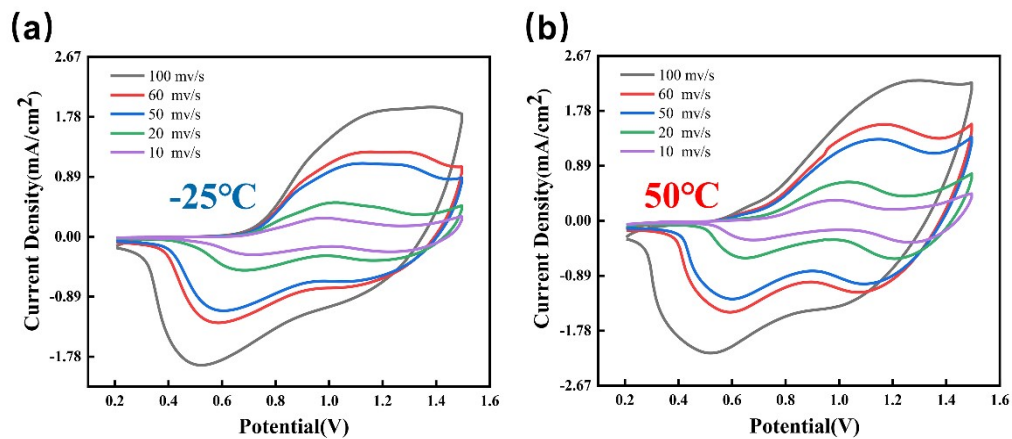 (a)
2.67
1.78
0.89
0.00
-0.89
-1.78
Current Density(mA/cm²)
100 mv/s
60 mv/s
50 mv/s
20 mv/s
10 mv/s
-25°C
0.2 0.4 0.6 0.8 1.0 1.2 1.4 1.6
Potential(V)
(b)
2.67
1.78
0.89
0.00
-0.89
-1.78
-2.67
Current Density(mA/cm²)
100 mv/s
60 mv/s
50 mv/s
20 mv/s
10 mv/s
50°C
0.2 0.4 0.6 0.8 1.0 1.2 1.4 1.6
Potential(V)